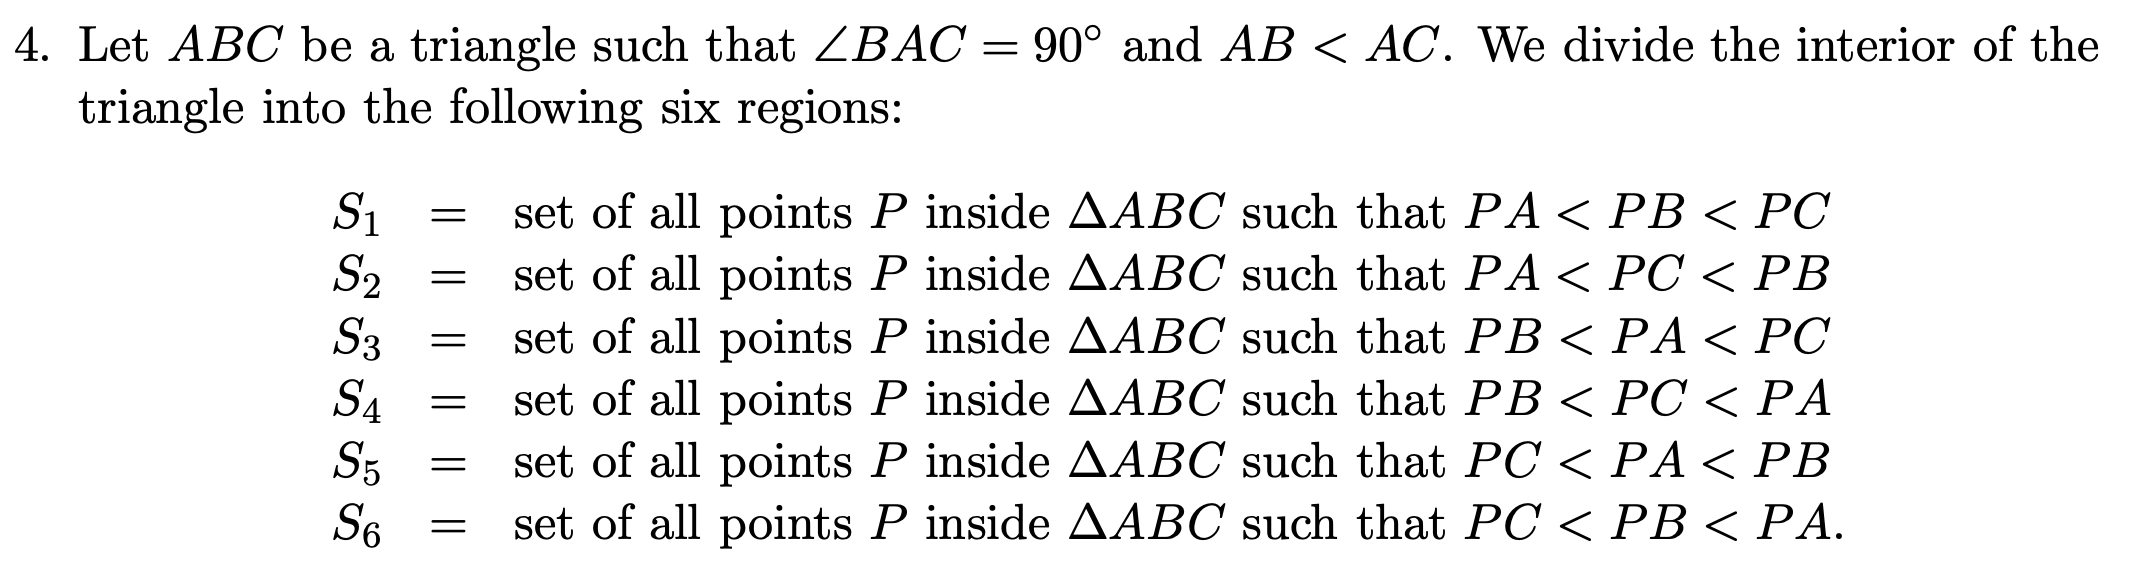 4. Let ABC be a triangle such that ∠BAC = 90° and AB < AC. We divide the interior of the
triangle into the following six regions:
S₁ = set of all points P inside ΔABC such that PA < PB < PC
S₂ = set of all points P inside ΔABC such that PA < PC < PB
S₃ = set of all points P inside ΔABC such that PB < PA < PC
S₄ = set of all points P inside ΔABC such that PB < PC < PA
S₅ = set of all points P inside ΔABC such that PC < PA < PB
S₆ = set of all points P inside ΔABC such that PC < PB < PA.